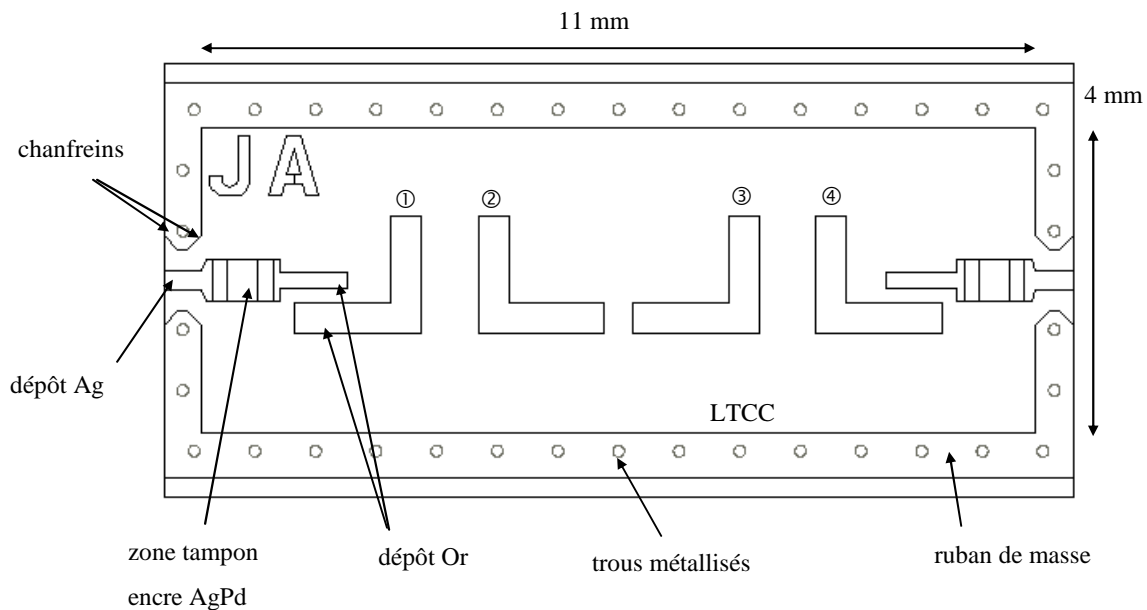 11 mm
4 mm
chanfreins
J A
① ② ③ ④
dépôt Ag
LTCC
zone tampon
encre AgPd
dépôt Or
trous métallisés
ruban de masse